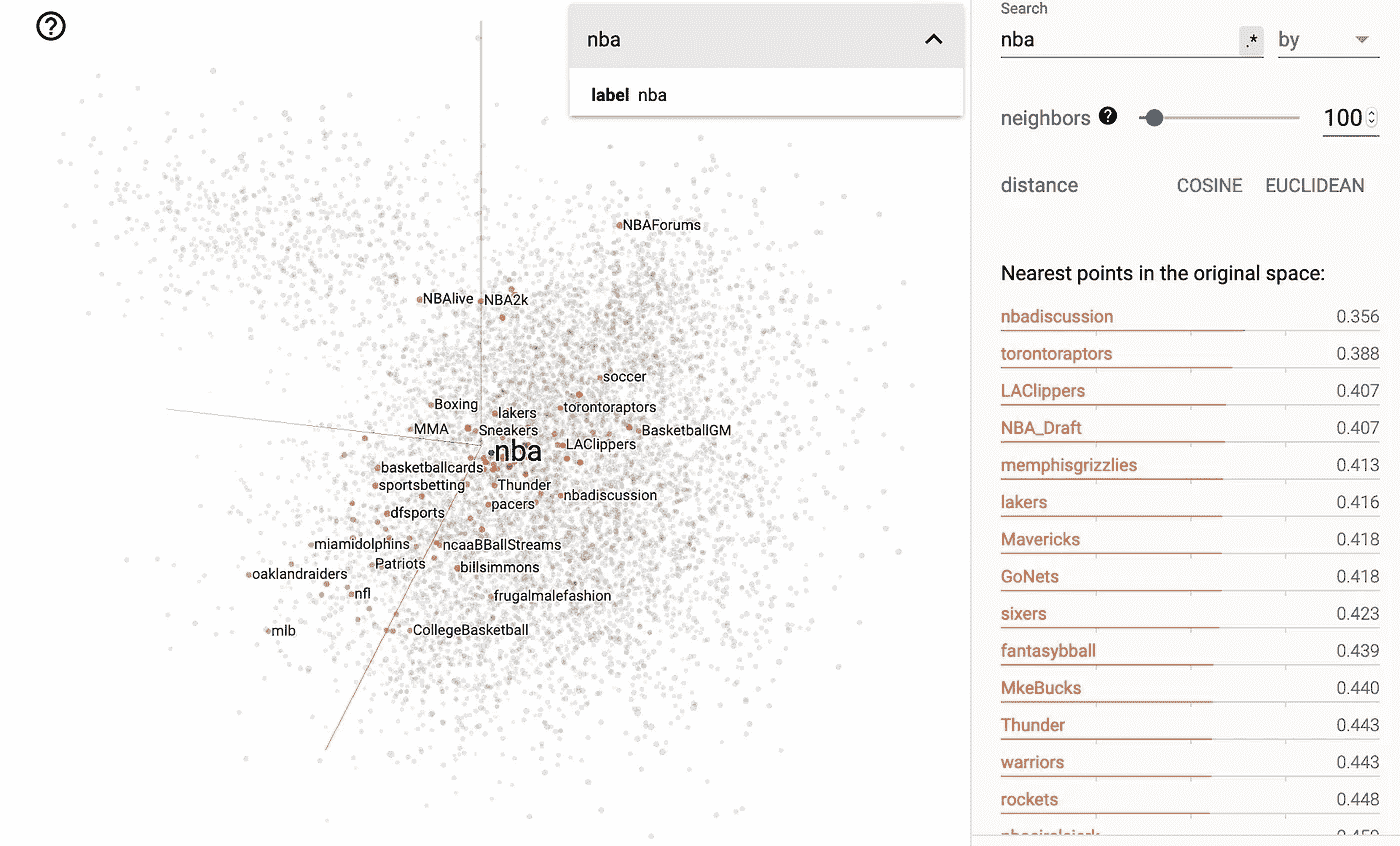 ?
nba
label nba
NBAForums
NBAlive
NBA2k
soccer
Boxing
lakers
torontoraptors
MMA
Sneakers
BasketballGM
nba
LAClippers
basketballcards
sportsbetting
Thunder
nbadiscussion
pacers
dfsports
miamidolphins
ncaaBBallStreams
Patriots
billsimmons
oaklandraiders
nfl
frugalmalefashion
mlb
CollegeBasketball
Search
nba .* by
neighbors ? 100
distance COSINE EUCLIDEAN
Nearest points in the original space:
nbadiscussion 0.356
torontoraptors 0.388
LAClippers 0.407
NBA_Draft 0.407
memphisgrizzlies 0.413
lakers 0.416
Mavericks 0.418
GoNets 0.418
sixers 0.423
fantasybball 0.439
MkeBucks 0.440
Thunder 0.443
warriors 0.443
rockets 0.448